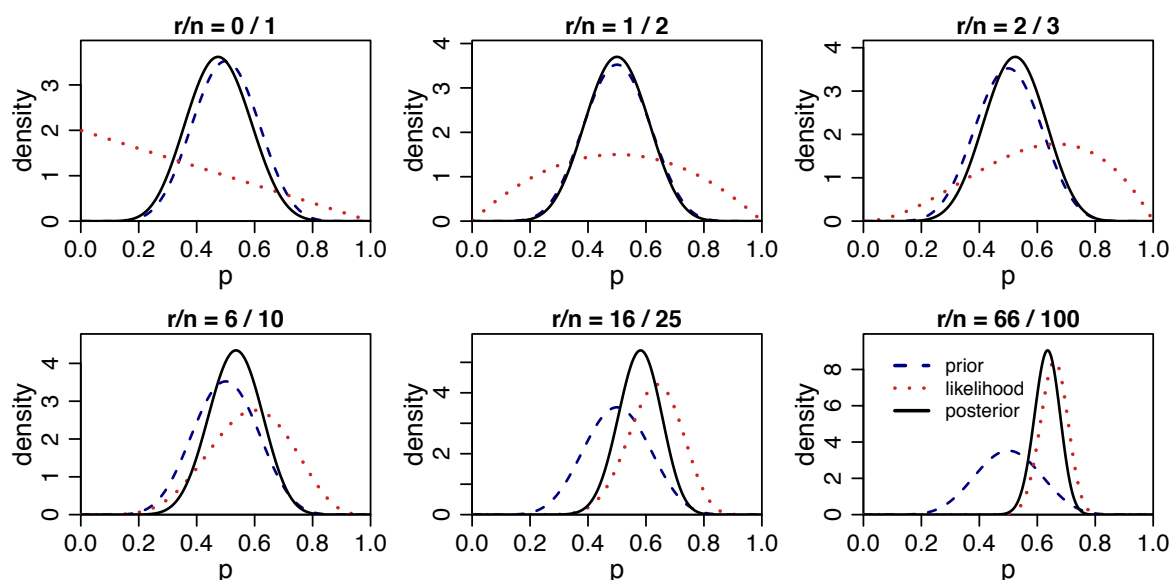 r/n = 0 / 1
density
0 1 2 3
0.0 0.2 0.4 0.6 0.8 1.0
p
r/n = 1 / 2
density
0 1 2 3 4
0.0 0.2 0.4 0.6 0.8 1.0
p
r/n = 2 / 3
density
0 1 2 3 4
0.0 0.2 0.4 0.6 0.8 1.0
p
r/n = 6 / 10
density
0 1 2 3 4
0.0 0.2 0.4 0.6 0.8 1.0
p
r/n = 16 / 25
density
0 2 4
0.0 0.2 0.4 0.6 0.8 1.0
p
r/n = 66 / 100
density
0 2 4 6 8
prior
likelihood
posterior
0.0 0.2 0.4 0.6 0.8 1.0
p